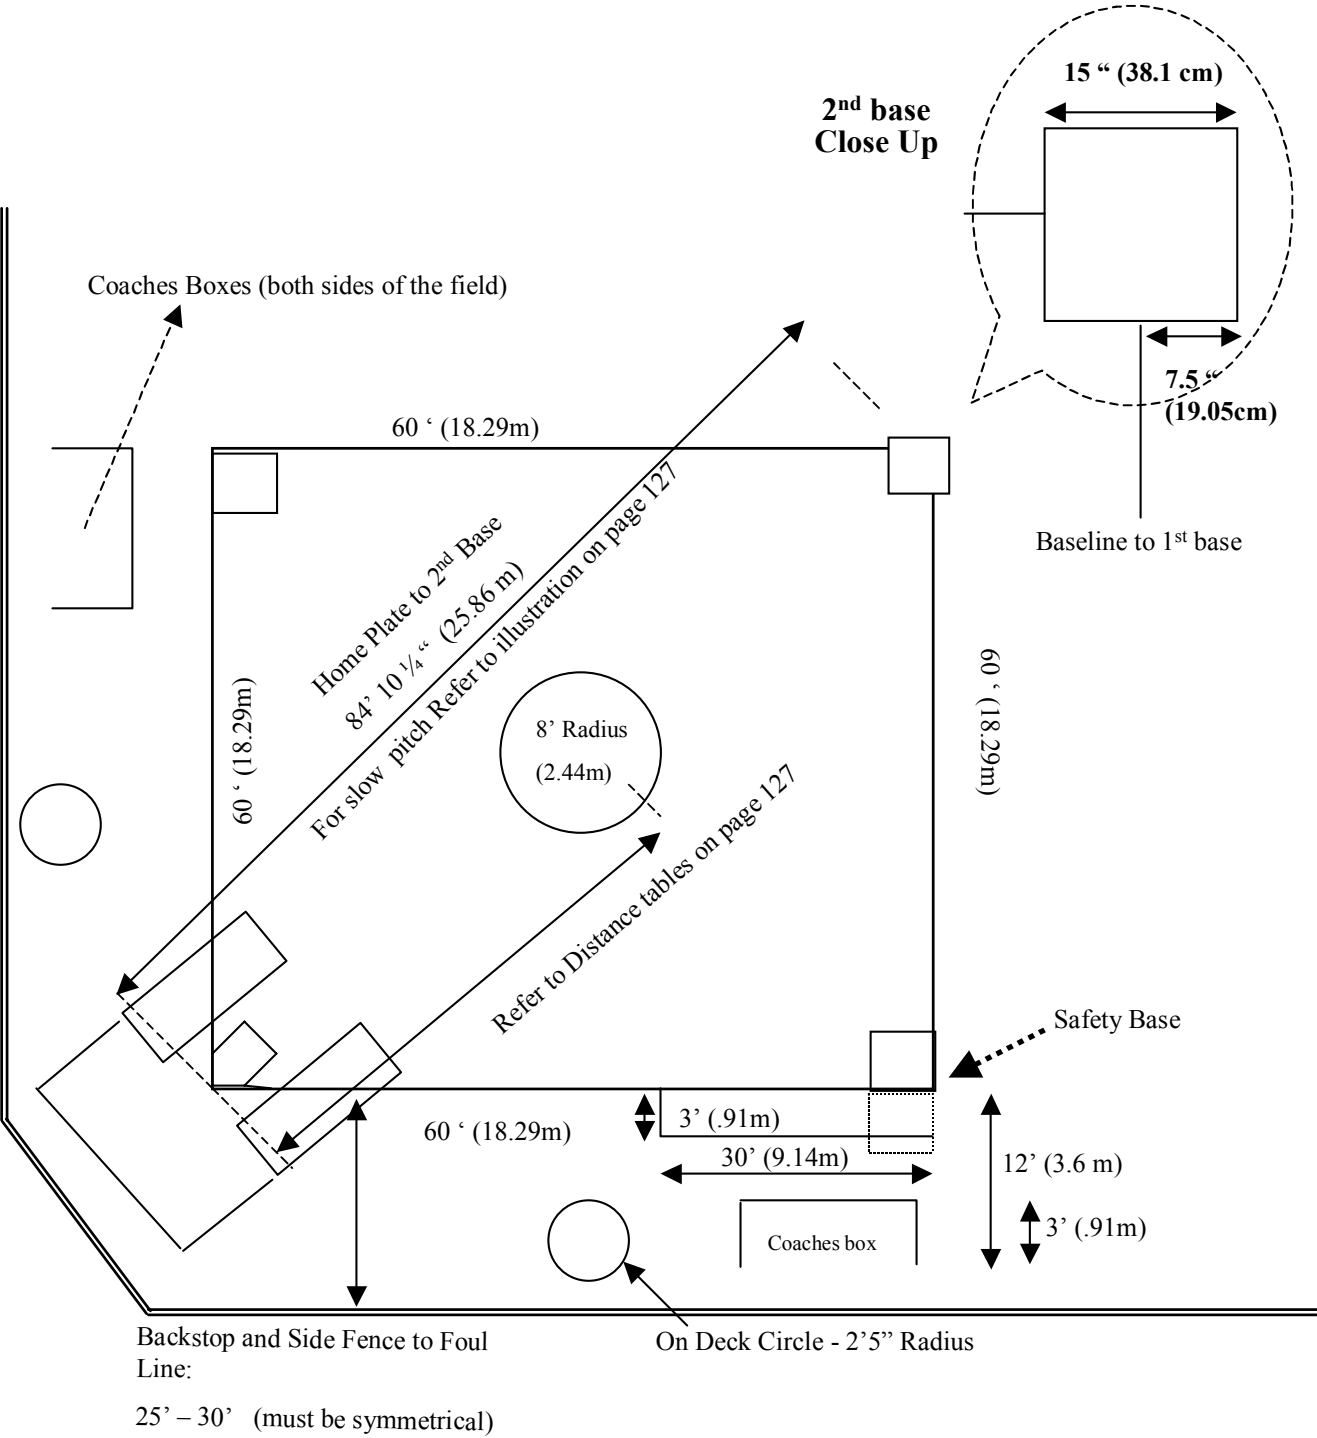 15 “ (38.1 cm)
2nd base
Close Up
7.5 “
(19.05cm)
Baseline to 1st base
Coaches Boxes (both sides of the field)
60 ‘ (18.29m)
Home Plate to 2nd Base
84’ 10 ¼ “ (25.86 m)
For slow pitch Refer to illustration on page 127
60 ‘ (18.29m)
60 ‘ (18.29m)
8’ Radius
(2.44m)
Refer to Distance tables on page 127
Safety Base
60 ‘ (18.29m)
3’ (.91m)
30’ (9.14m)
12’ (3.6 m)
3’ (.91m)
Coaches box
Backstop and Side Fence to Foul
Line:
25’ – 30’ (must be symmetrical)
On Deck Circle - 2’5” Radius